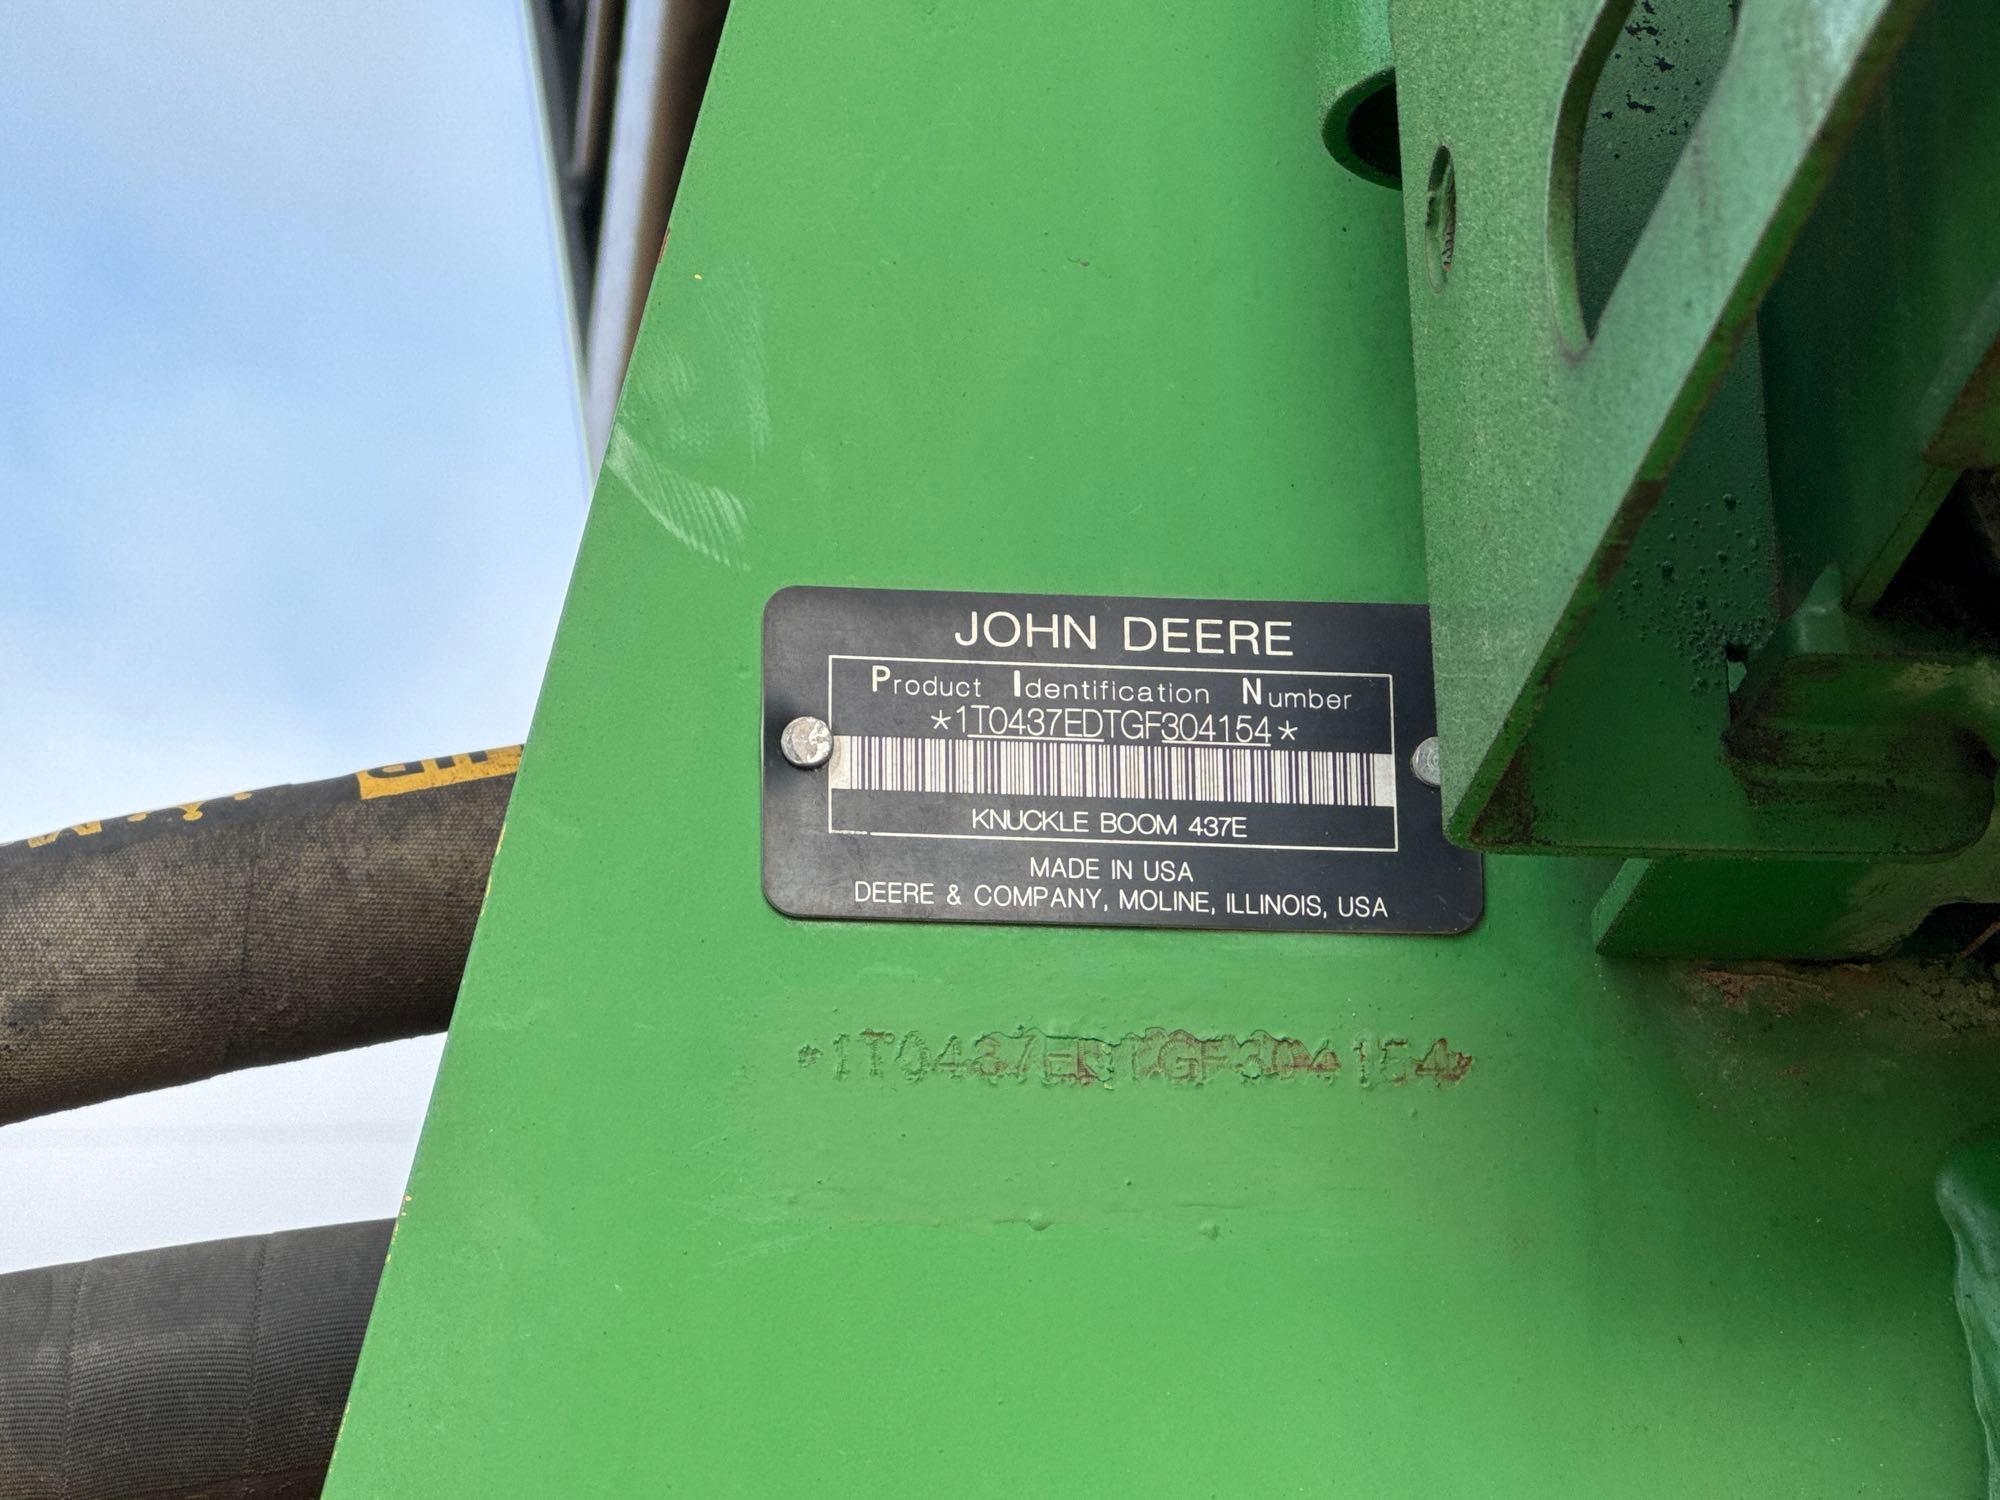 JOHN DEERE
Product Identification Number
*1T0437EDTGF304154*
KNUCKLE BOOM 437E
MADE IN USA
DEERE & COMPANY, MOLINE, ILLINOIS, USA
*1T0437EDTGF304154*